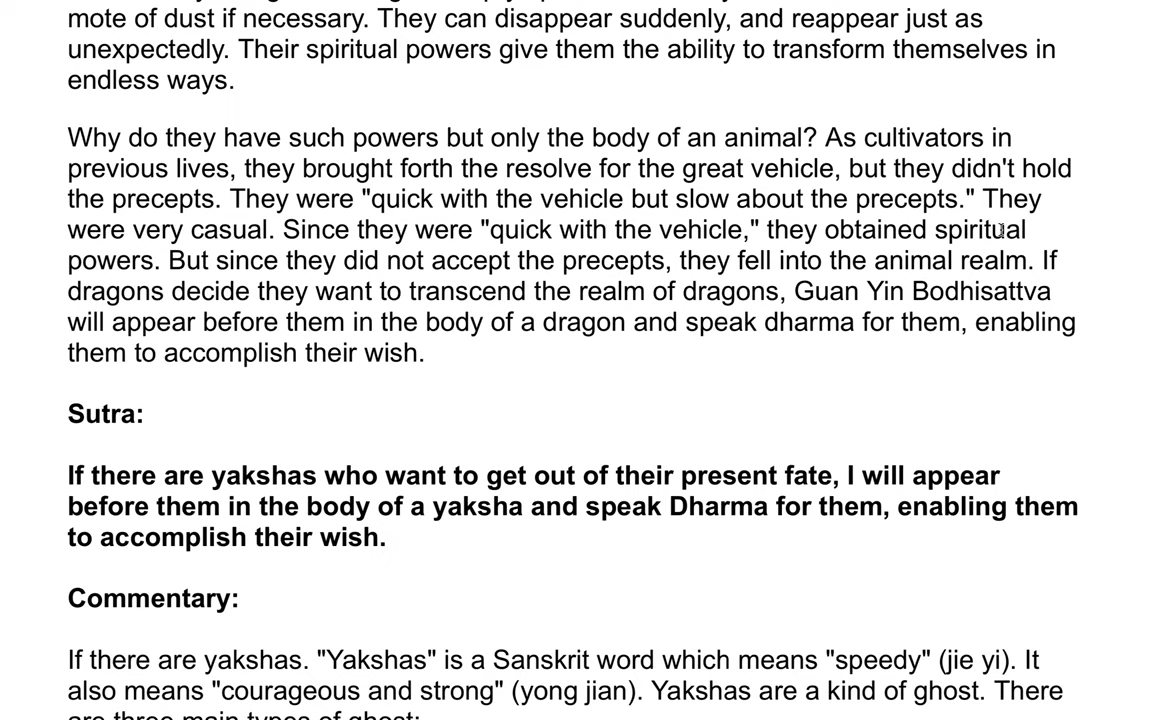 mote of dust if necessary. They can disappear suddenly, and reappear just as
unexpectedly. Their spiritual powers give them the ability to transform themselves in
endless ways.
Why do they have such powers but only the body of an animal? As cultivators in
previous lives, they brought forth the resolve for the great vehicle, but they didn't hold
the precepts. They were "quick with the vehicle but slow about the precepts." They
were very casual. Since they were "quick with the vehicle," they obtained spiritual
powers. But since they did not accept the precepts, they fell into the animal realm. If
dragons decide they want to transcend the realm of dragons, Guan Yin Bodhisattva
will appear before them in the body of a dragon and speak dharma for them, enabling
them to accomplish their wish.
Sutra:
If there are yakshas who want to get out of their present fate, I will appear
before them in the body of a yaksha and speak Dharma for them, enabling them
to accomplish their wish.
Commentary:
If there are yakshas. "Yakshas" is a Sanskrit word which means "speedy" (jie yi). It
also means "courageous and strong" (yong jian). Yakshas are a kind of ghost. There
are three main types of ghost: